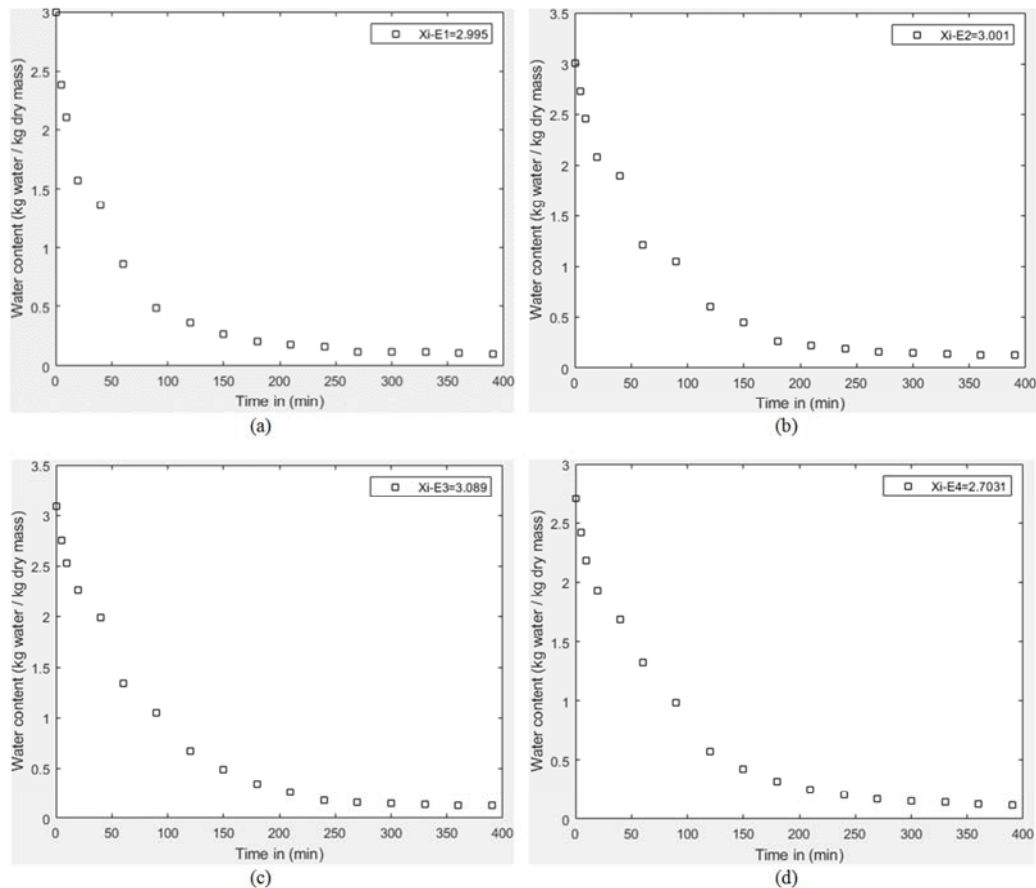 Xi-E1=2.995
Water content (kg water / kg dry mass)
3
2.5
2
1.5
1
0.5
0
0 50 100 150 200 250 300 350 400
Time in (min)
(a)
Xi-E2=3.001
Water content (kg water / kg dry mass)
3.5
3
2.5
2
1.5
1
0.5
0
0 50 100 150 200 250 300 350 400
Time in (min)
(b)
Xi-E3=3.089
Water content (kg water / kg dry mass)
3.5
3
2.5
2
1.5
1
0.5
0
0 50 100 150 200 250 300 350 400
Time in (min)
(c)
Xi-E4=2.7031
Water content (kg water / kg dry mass)
3
2.5
2
1.5
1
0.5
0
0 50 100 150 200 250 300 350 400
Time in (min)
(d)